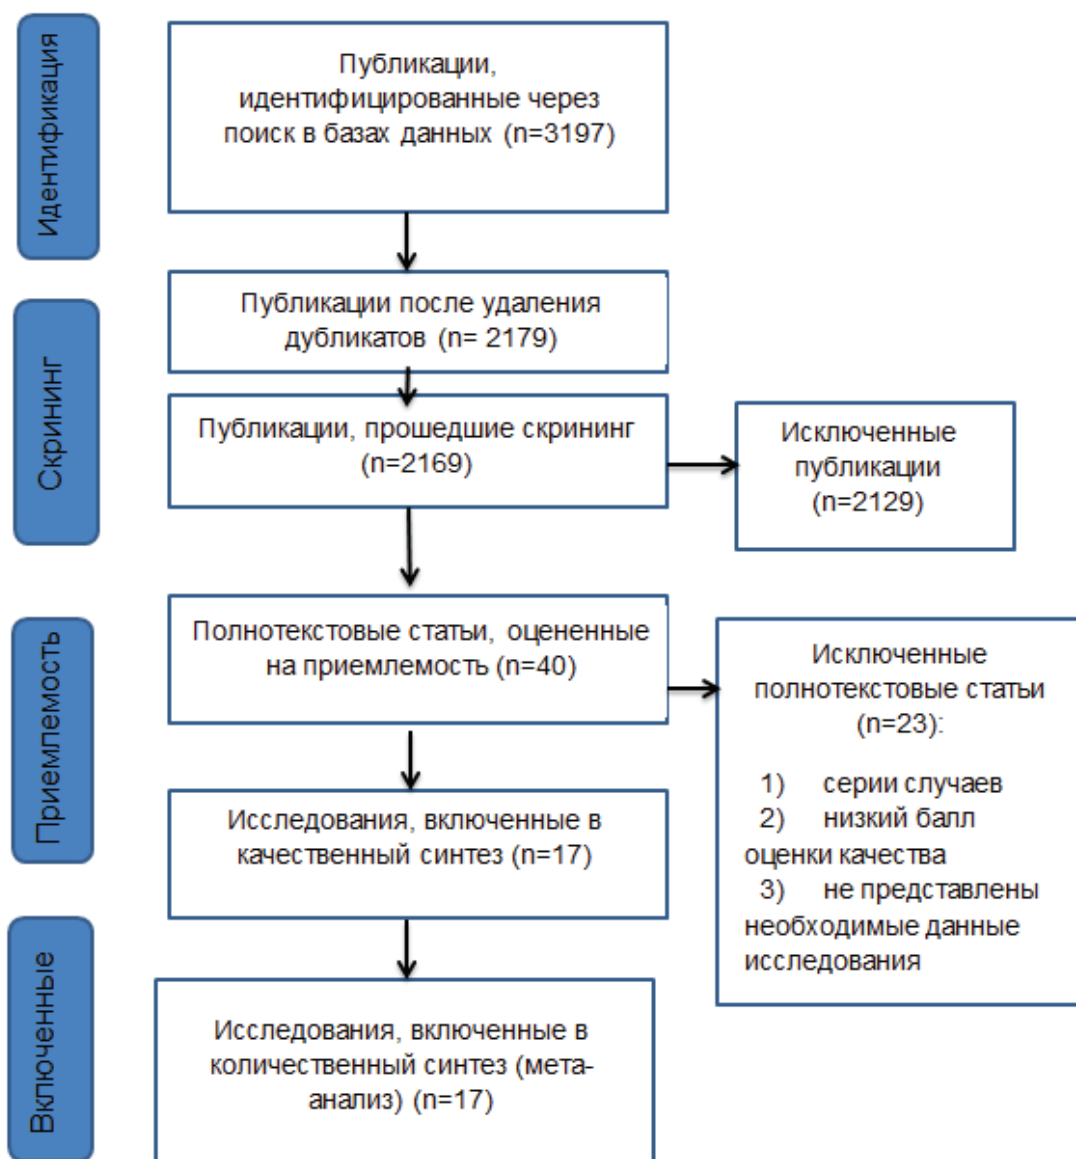 Идентификация
Публикации,
идентифицированные через
поиск в базах данных (n=3197)
Скрининг
Публикации после удаления
дубликатов (n= 2179)
Публикации, прошедшие скрининг
(n=2169)
Исключенные
публикации
(n=2129)
Приемлемость
Полнотекстовые статьи, оцененные
на приемлемость (n=40)
Исключенные
полнотекстовые статьи
(n=23):
1) серии случаев
2) низкий балл
оценки качества
3) не представлены
необходимые данные
исследования
Исследования, включенные в
качественный синтез (n=17)
Включенные
Исследования, включенные в
количественный синтез (мета-
анализ) (n=17)